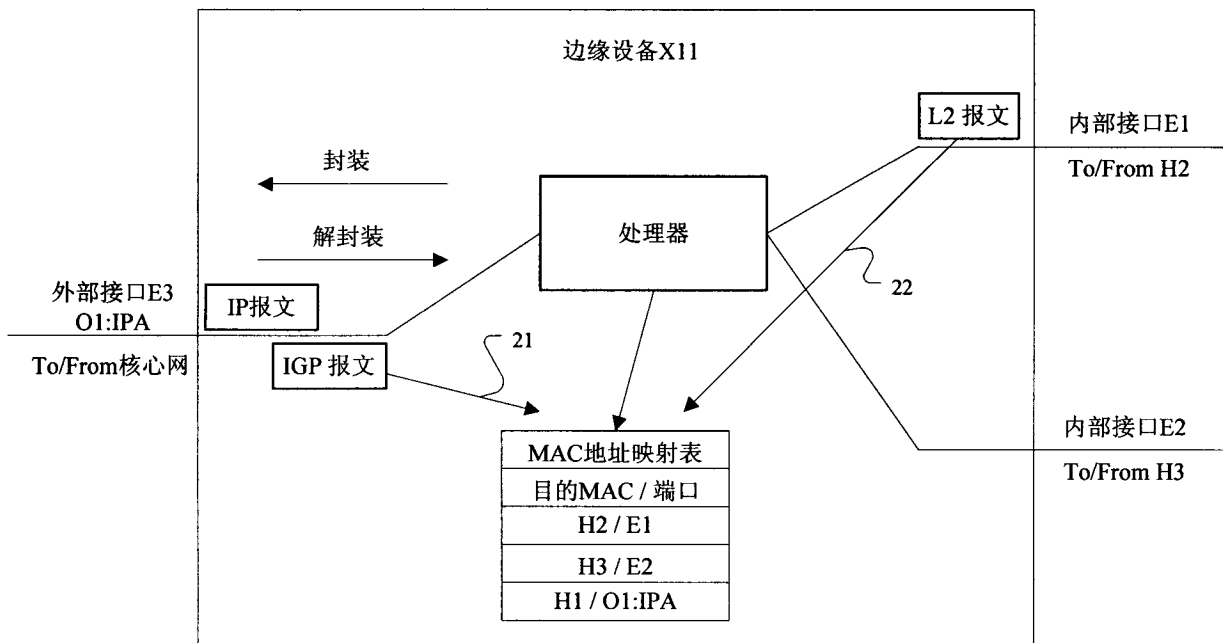 边缘设备X11
L2 报文
内部接口E1
To/From H2
封装
解封装
处理器
22
外部接口E3
O1:IPA
IP报文
To/From核心网
IGP 报文
21
内部接口E2
To/From H3
MAC地址映射表
目的MAC / 端口
H2 / E1
H3 / E2
H1 / O1:IPA